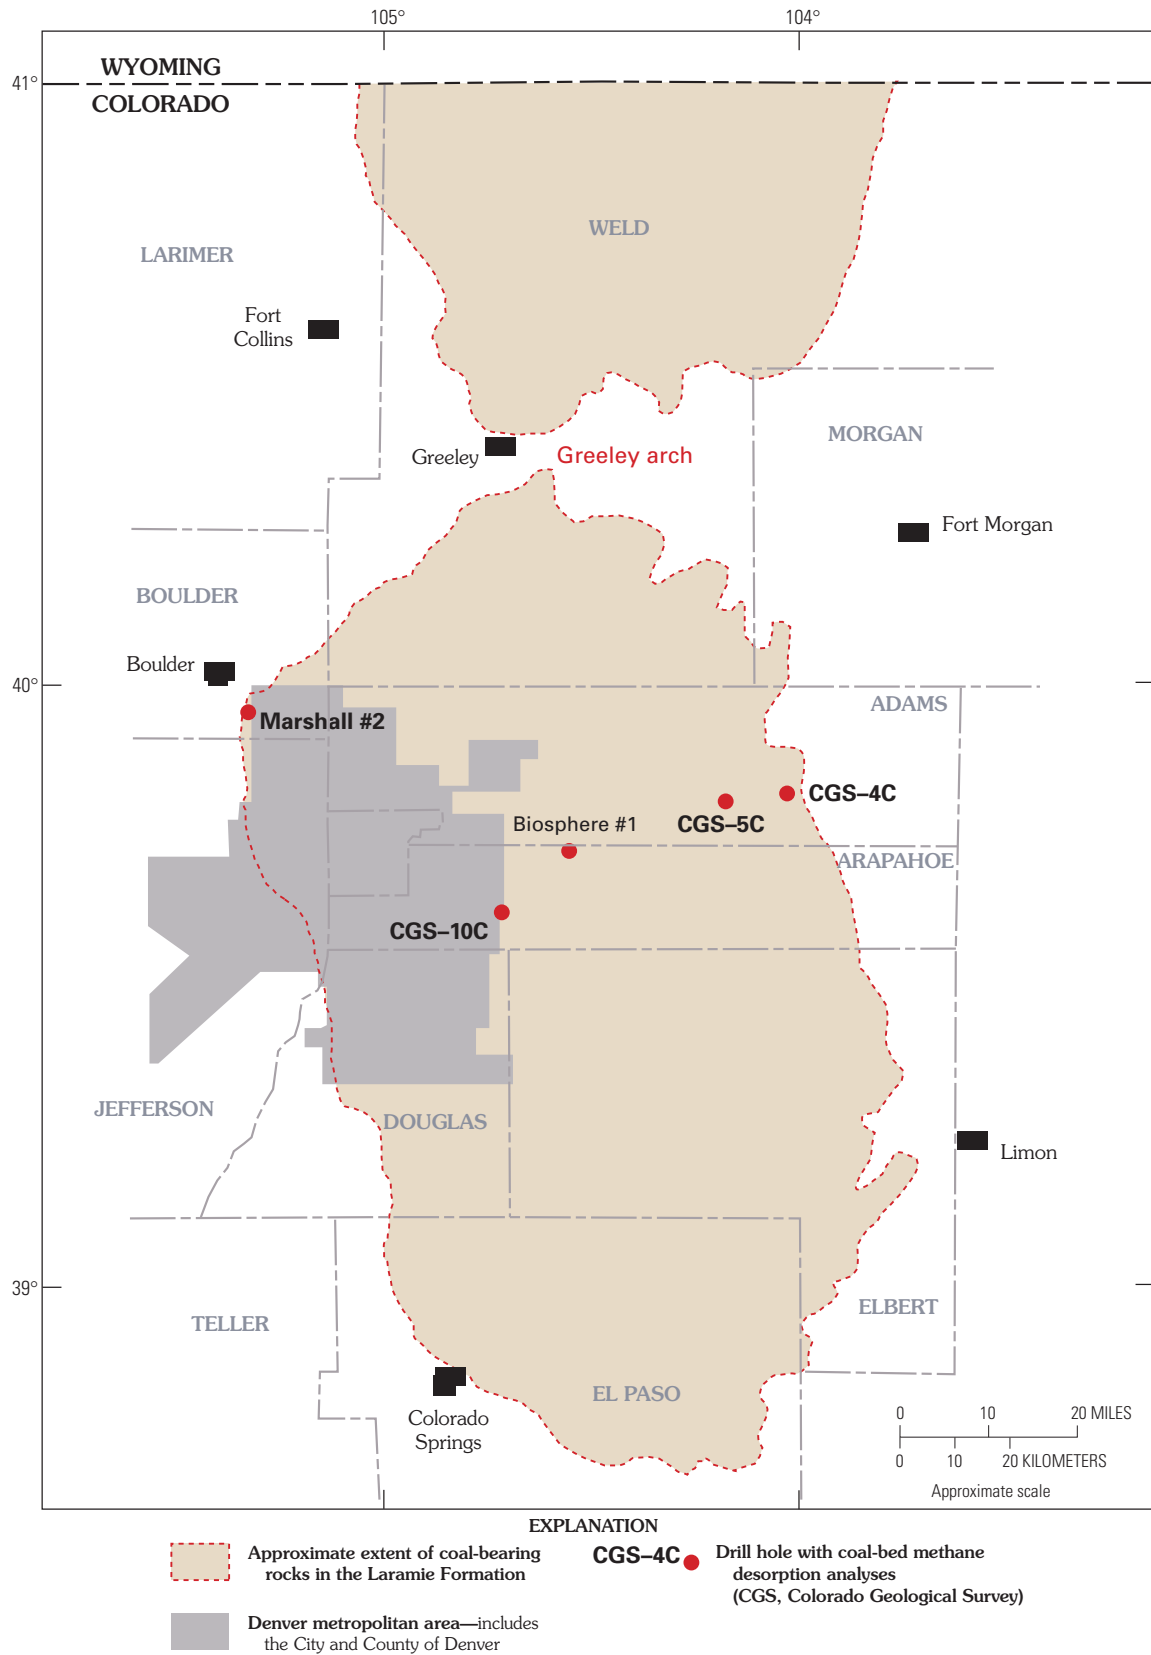 105°
104°
41°
WYOMING
COLORADO
WELD
LARIMER
Fort
Collins
MORGAN
Greeley
Greeley arch
Fort Morgan
BOULDER
Boulder
40°
ADAMS
Marshall #2
CGS–4C
CGS–5C
Biosphere #1
ARAPAHOE
CGS–10C
JEFFERSON
DOUGLAS
Limon
39°
ELBERT
TELLER
EL PASO
Colorado
Springs
0 10 20 MILES
0 10 20 KILOMETERS
Approximate scale
EXPLANATION
Approximate extent of coal-bearing
rocks in the Laramie Formation
CGS–4C
Drill hole with coal-bed methane
desorption analyses
(CGS, Colorado Geological Survey)
Denver metropolitan area—includes
the City and County of Denver